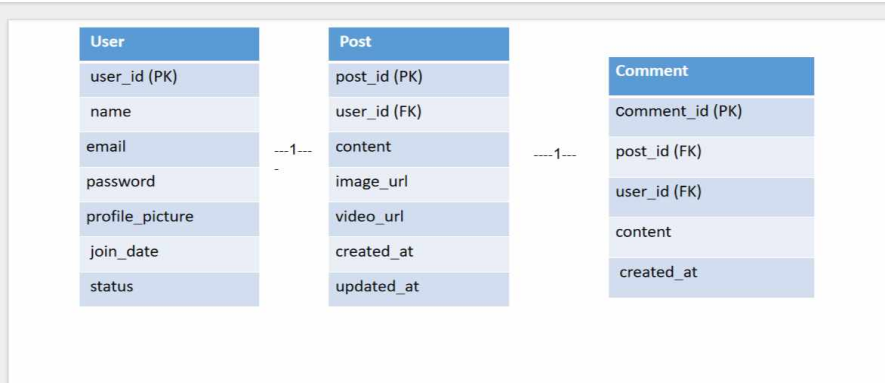 User
user_id (PK)
name
email
password
profile_picture
join_date
status
---1---
-
Post
post_id (PK)
user_id (FK)
content
image_url
video_url
created_at
updated_at
----1---
Comment
comment_id (PK)
post_id (FK)
user_id (FK)
content
created_at